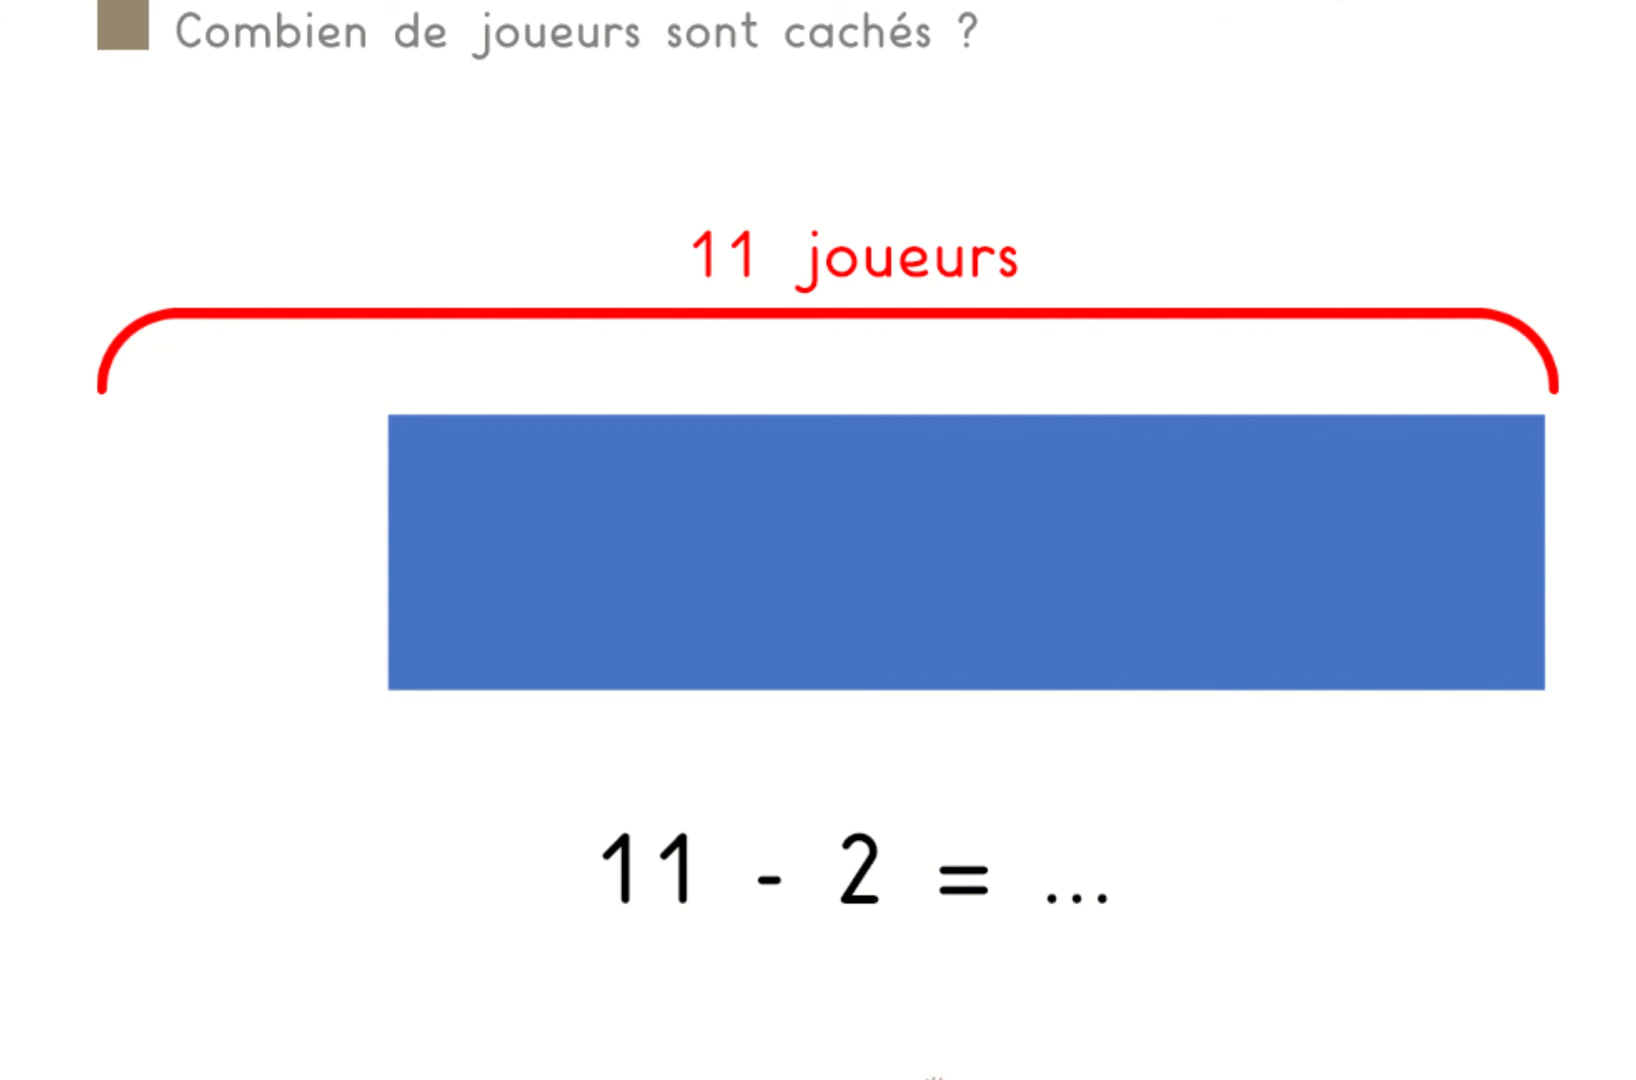 Combien de joueurs sont cachés ?
11 joueurs
11 - 2 = ...